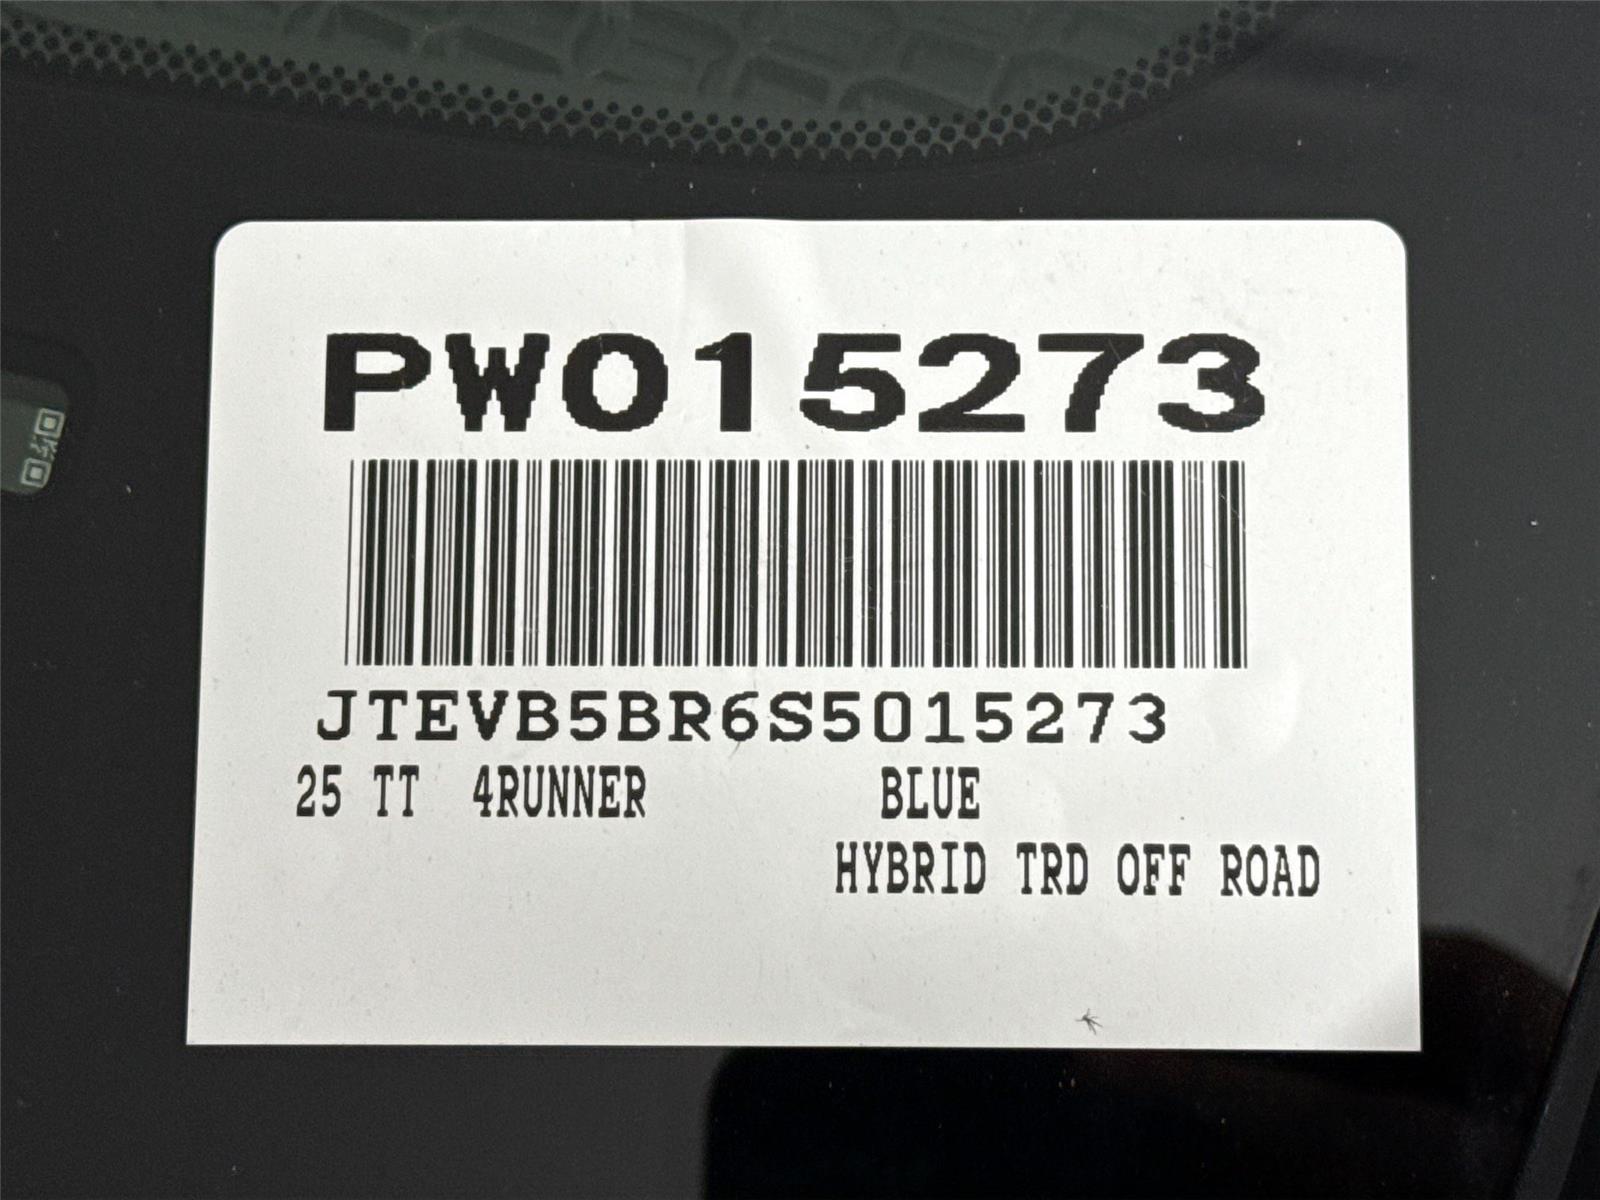 PW015273
JTEVB5BR6S5015273
25 TT 4RUNNER BLUE
HYBRID TRD OFF ROAD